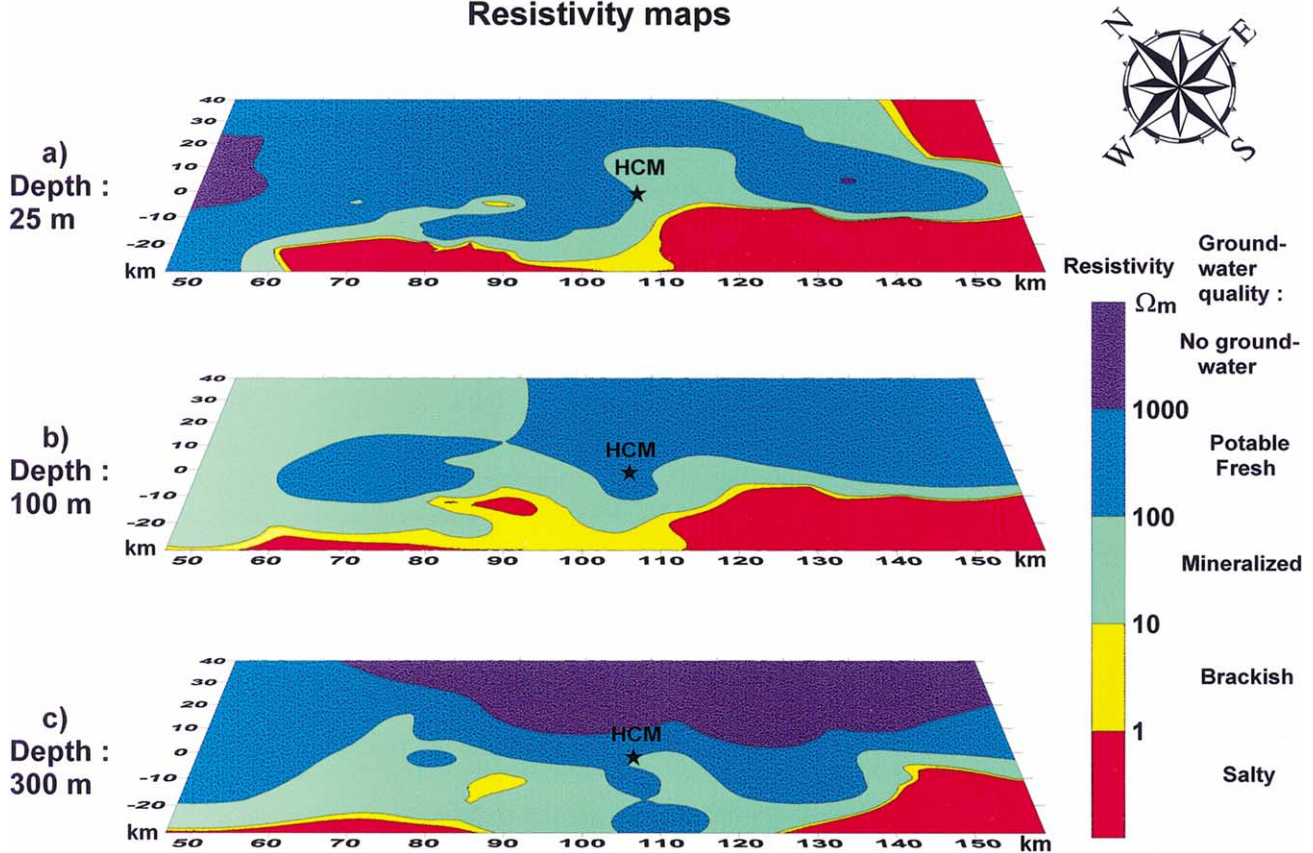 Resistivity maps
N
E
W
S
a)
Depth :
25 m
40
30
20
10
0
-10
-20
km
HCM
50 60 70 80 90 100 110 120 130 140 150 km
b)
Depth :
100 m
40
30
20
10
0
-10
-20
km
HCM
50 60 70 80 90 100 110 120 130 140 150 km
c)
Depth :
300 m
40
30
20
10
0
-10
-20
km
HCM
50 60 70 80 90 100 110 120 130 140 150 km
Resistivity
Ωm
Ground-
water
quality :
No ground-
water
1000
Potable
Fresh
100
Mineralized
10
Brackish
1
Salty